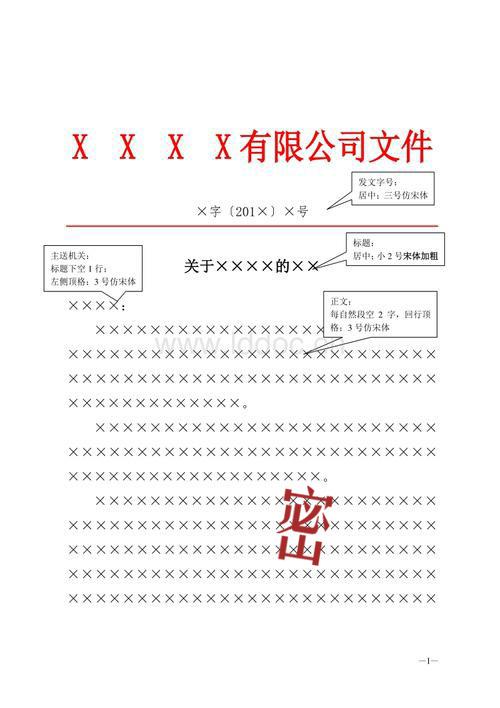 X X X X有限公司文件
发文字号：
居中；三号仿宋体
×字〔201×〕×号
主送机关：
标题下空1行；
左侧顶格；3号仿宋体
标题：
居中；小2号宋体加粗
关于××××的××
××××：
正文：
每自然段空 2 字，回行顶
格；3号仿宋体
×××××××××××××××××
www.lddoc.cn
×××××××××××××××××××××××××××
×××××××××××××××××××××××××××
×××××××××××××。
×××××××××××××××××××××××××
×××××××××××××××××××××××××××
×××××××××××××××××××。
×××××××××××××××××××××××××
×××××××××××××××××××××××××××
×××××××××××××××××××××××××××
×××××××××××××××××××××××××××
×××××××××××××××××××××××××××
密
—1—